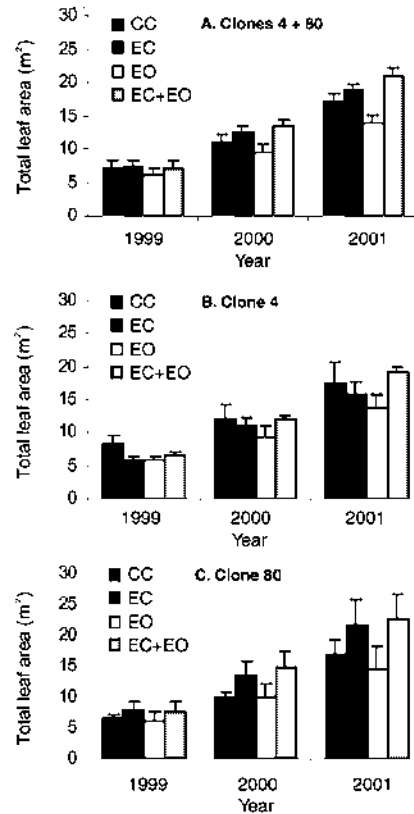 30
25
20
15
10
5
0
Total leaf area (m²)
CC
EC
EO
EC+EO
A. Clones 4 + 80
1999
2000
2001
Year
30
25
20
15
10
5
0
Total leaf area (m²)
CC
EC
EO
EC+EO
B. Clone 4
1999
2000
2001
Year
30
25
20
15
10
5
0
Total leaf area (m²)
CC
EC
EO
EC+EO
C. Clone 80
1999
2000
2001
Year